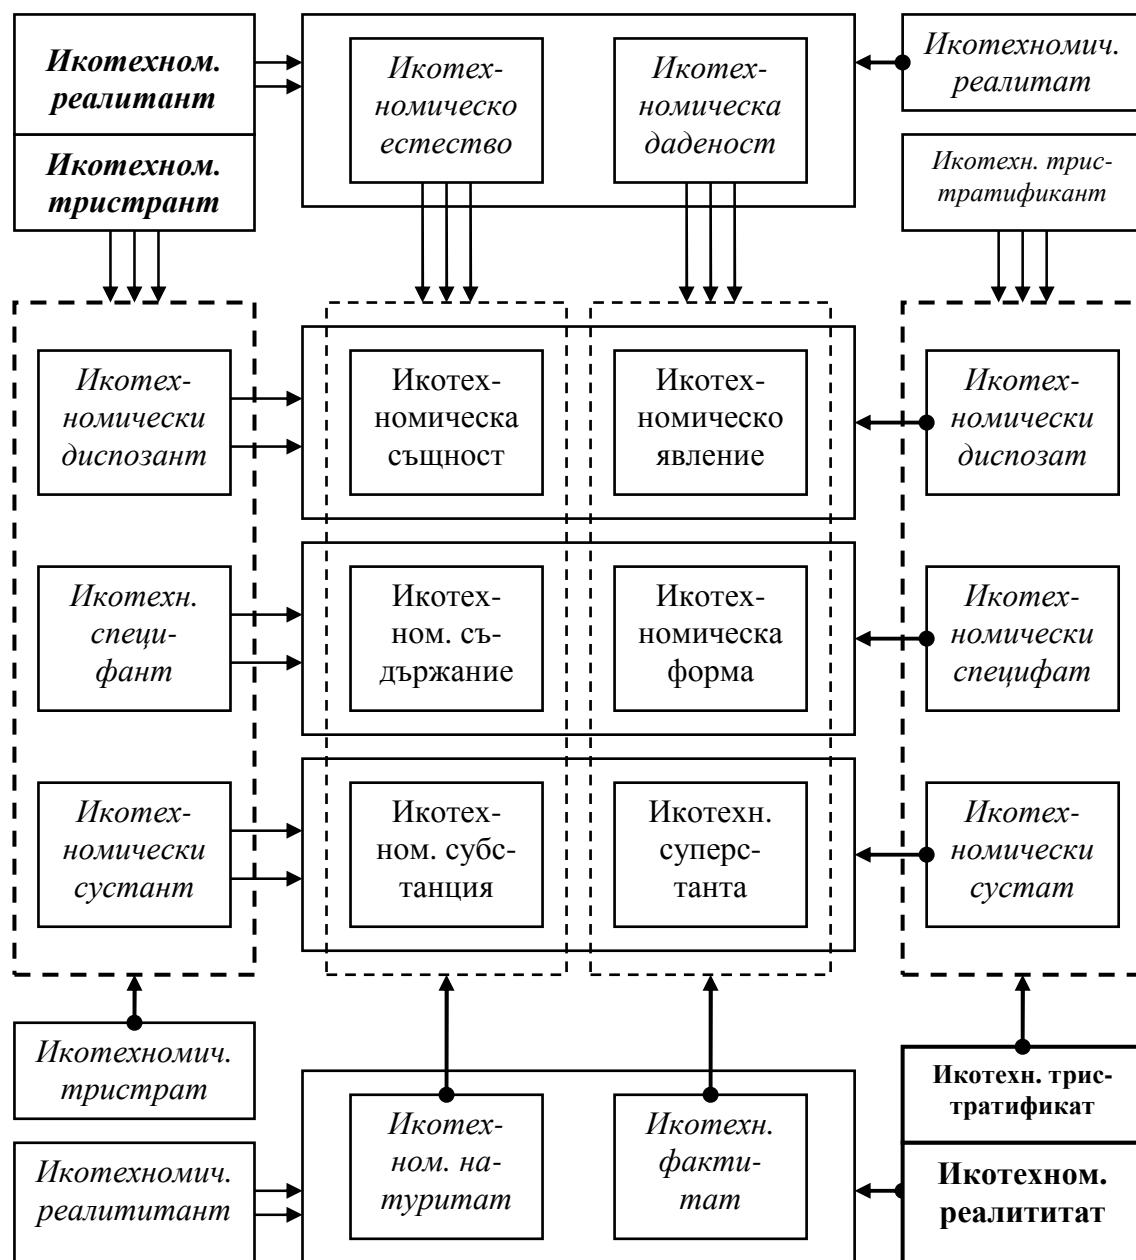 Икотехном.
реалитант
Икотех-
номическо
естество
Икотех-
номическа
даденост
Икотехномич.
реалитат
Икотехном.
тристрант
Икотехн. трис-
тратификант
Икотех-
номически
диспозант
Икотех-
номическа
същност
Икотех-
номическо
явление
Икотех-
номически
диспозат
Икотехн.
специ-
фант
Икотех-
ном. съ-
държание
Икотех-
номическа
форма
Икотех-
номически
специфат
Икотех-
номически
сустант
Икотех-
ном. субс-
танция
Икотехн.
суперс-
танта
Икотех-
номически
сустат
Икотехномич.
тристрат
Икотехн. трис-
тратификат
Икотехномич.
реалититант
Икотех-
ном. на-
туритат
Икотехн.
факти-
тат
Икотехном.
реалититат